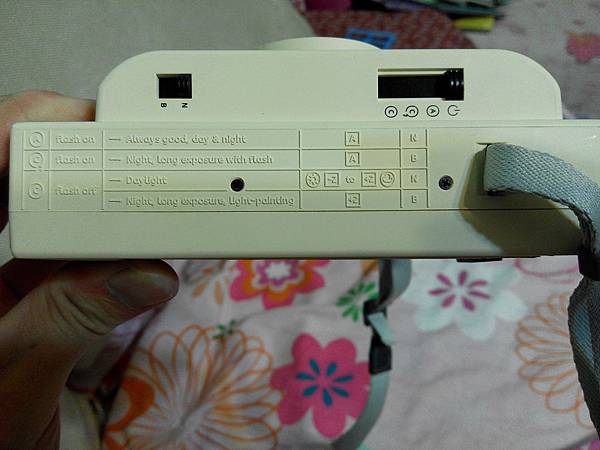 B N
C C A
A flash on — Always good, day & night A N
C flash on — Night, long exposure with flash A B
C flash off — Daylight -Z to +Z N
— Night, long exposure, light-painting +Z B